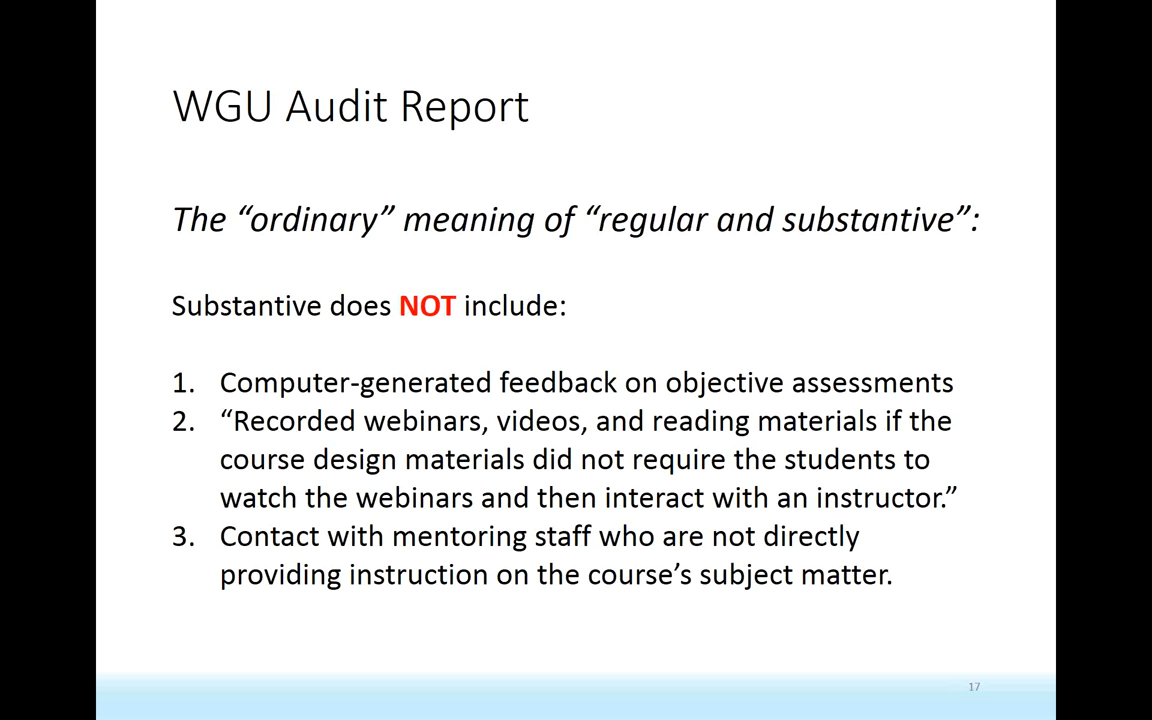 WGU Audit Report
The “ordinary” meaning of “regular and substantive”:
Substantive does NOT include:
1. Computer-generated feedback on objective assessments
2. “Recorded webinars, videos, and reading materials if the
course design materials did not require the students to
watch the webinars and then interact with an instructor.”
3. Contact with mentoring staff who are not directly
providing instruction on the course’s subject matter.
17